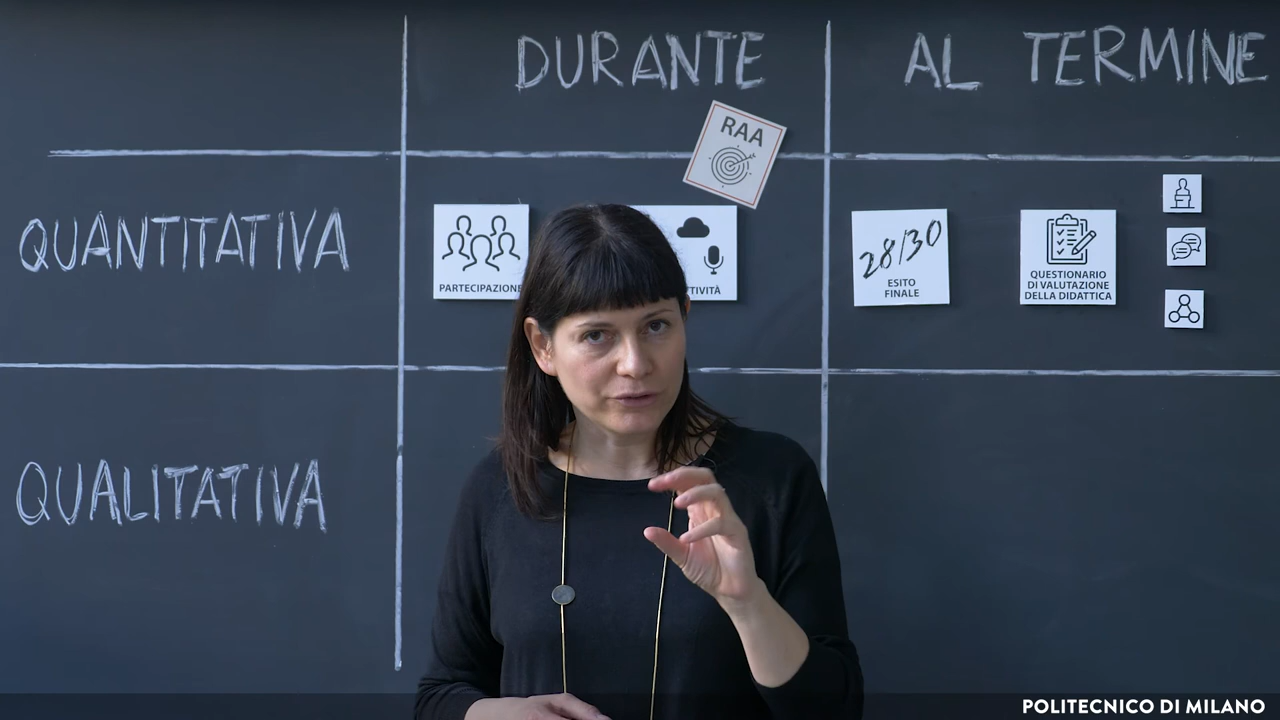 DURANTE
AL TERMINE
RAA
QUANTITATIVA
PARTECIPAZIONE
28/30
ESITO
FINALE
QUESTIONARIO
DI VALUTAZIONE
DELLA DIDATTICA
QUALITATIVA
POLITECNICO DI MILANO